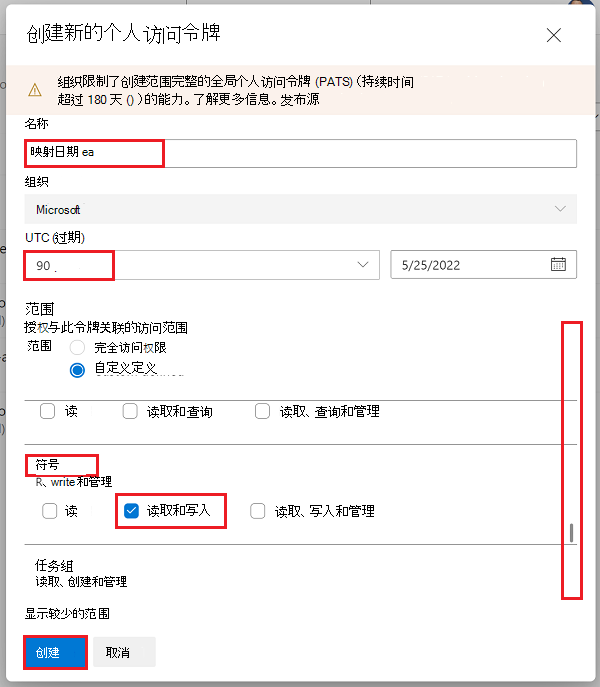 创建新的个人访问令牌
组织限制了创建范围完整的全局个人访问令牌 (PATS) (持续时间
超过 180 天 () ) 的能力。了解更多信息。发布源
名称
映射日期 ea
组织
Microsoft
UTC (过期)
90 .
5/25/2022
范围
授权与此令牌关联的访问范围
范围
完全访问权限
自定义定义
读
读取和查询
读取、查询和管理
符号
R、write 和管理
读
读取和写入
读取、写入和管理
任务组
读取、创建和管理
显示较少的范围
创建
取消